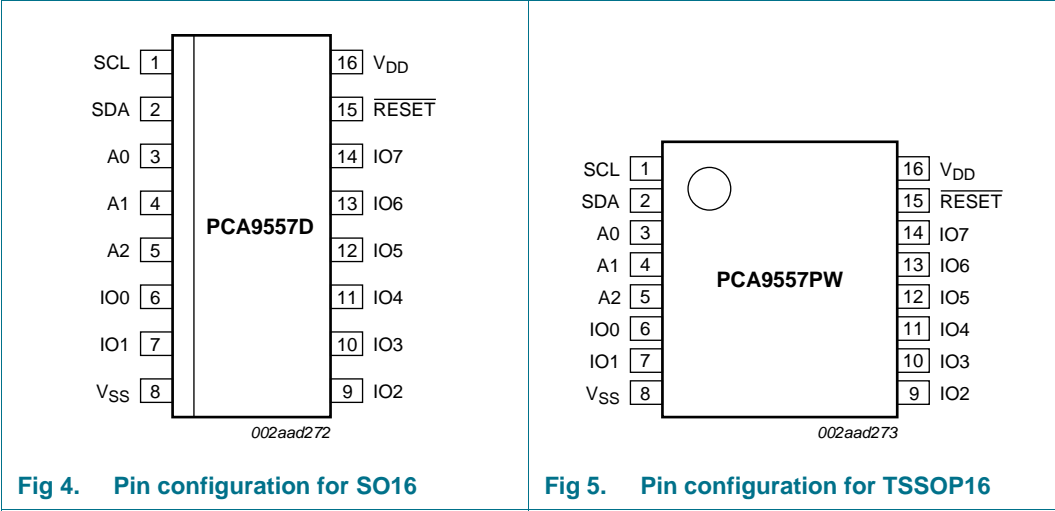 SCL 1
16 VDD
SDA 2
15 RESET
A0 3
14 IO7
A1 4
13 IO6
PCA9557D
A2 5
12 IO5
IO0 6
11 IO4
IO1 7
10 IO3
VSS 8
9 IO2
002aad272
Fig 4. Pin configuration for SO16
SCL 1
16 VDD
SDA 2
15 RESET
A0 3
14 IO7
A1 4
13 IO6
PCA9557PW
A2 5
12 IO5
IO0 6
11 IO4
IO1 7
10 IO3
VSS 8
9 IO2
002aad273
Fig 5. Pin configuration for TSSOP16